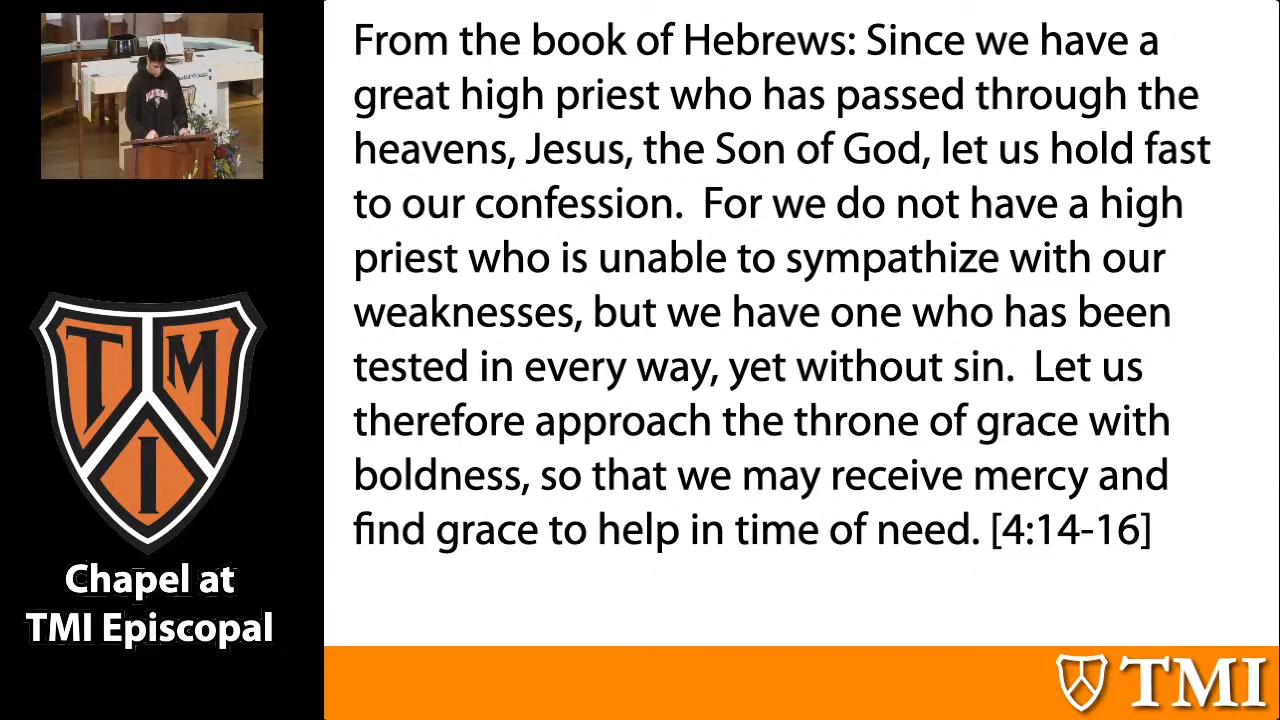 From the book of Hebrews: Since we have a
great high priest who has passed through the
heavens, Jesus, the Son of God, let us hold fast
to our confession.  For we do not have a high
priest who is unable to sympathize with our
weaknesses, but we have one who has been
tested in every way, yet without sin.  Let us
therefore approach the throne of grace with
boldness, so that we may receive mercy and
find grace to help in time of need. [4:14-16]
T M
I
Chapel at
TMI Episcopal
TMI